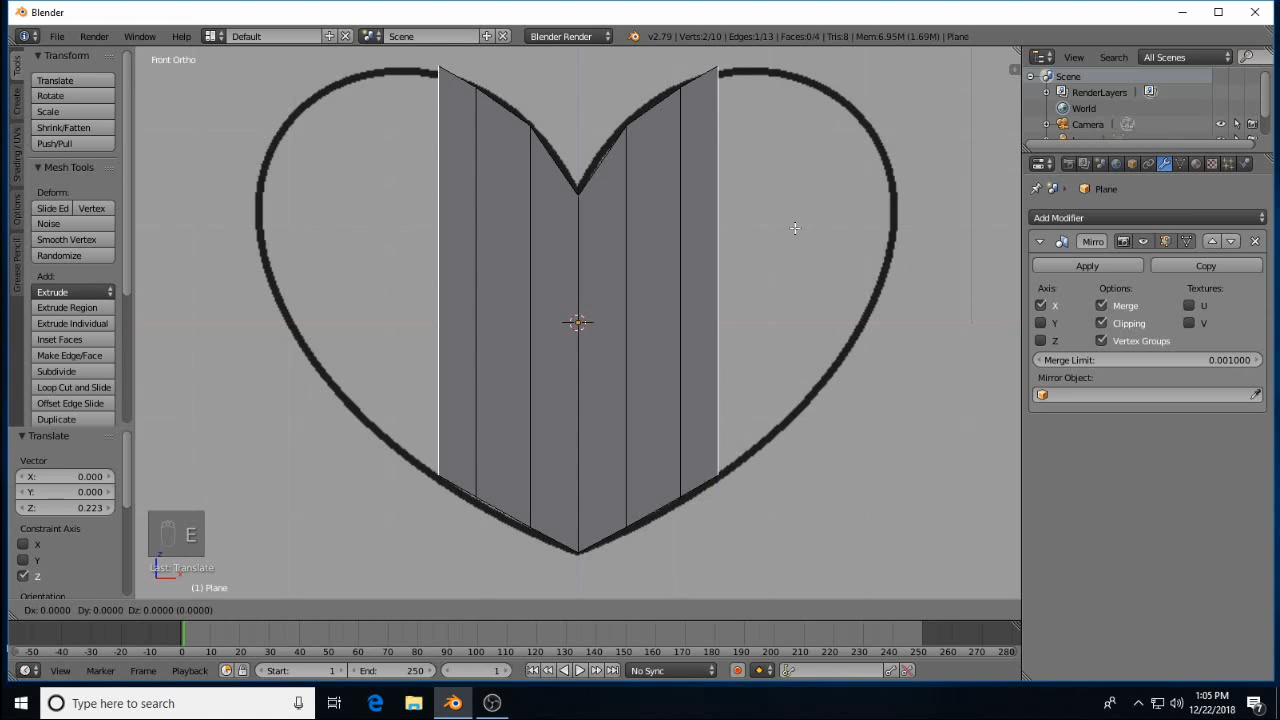 Blender
File Render Window Help Default Scene Blender Render v2.79 | Verts:2/10 | Edges:1/13 | Faces:0/4 | Tris:8 | Mem:6.95M (1.69M) | Plane
Tools
Create
Shading / UVs
Options
Grease Pencil
Transform
Translate
Rotate
Scale
Shrink/Fatten
Push/Pull
Mesh Tools
Deform:
Slide Ed Vertex
Noise
Smooth Vertex
Randomize
Add:
Extrude
Extrude Region
Extrude Individual
Inset Faces
Make Edge/Face
Subdivide
Loop Cut and Slide
Offset Edge Slide
Duplicate
Translate
Vector
X: 0.000
Y: 0.000
Z: 0.223
Constraint Axis
X
Y
Z
Orientation
Front Ortho
E
Last: Translate
z
x
(1) Plane
Dx: 0.0000 Dy: 0.0000 Dz: 0.0000 (0.0000)
View Search All Scenes
Scene
RenderLayers
World
Camera
Plane
Add Modifier
Mirro
Apply Copy
Axis: Options: Textures:
X Merge U
Y Clipping V
Z Vertex Groups
Merge Limit: 0.001000
Mirror Object:
-50 -40 -30 -20 -10 0 10 20 30 40 50 60 70 80 90 100 110 120 130 140 150 160 170 180 190 200 210 220 230 240 250 260 270 280
View Marker Frame Playback Start: 1 End: 250 1 No Sync
Type here to search 1:05 PM
12/22/2018
7